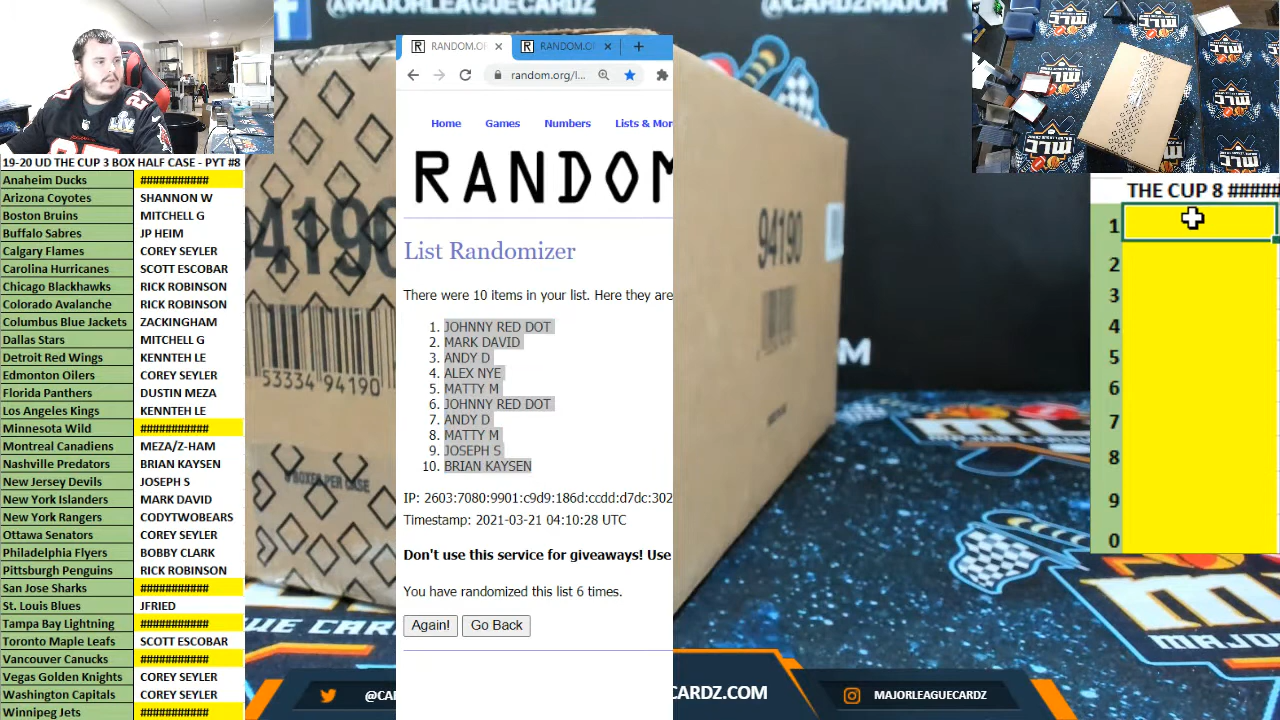 @MAJORLEAGUECARDZ
@CARDZMAJOR
19-20 UD THE CUP 3 BOX HALF CASE - PYT #8
Anaheim Ducks ###########
Arizona Coyotes SHANNON W
Boston Bruins MITCHELL G
Buffalo Sabres JP HEIM
Calgary Flames COREY SEYLER
Carolina Hurricanes SCOTT ESCOBAR
Chicago Blackhawks RICK ROBINSON
Colorado Avalanche RICK ROBINSON
Columbus Blue Jackets ZACKINGHAM
Dallas Stars MITCHELL G
Detroit Red Wings KENNTEH LE
Edmonton Oilers COREY SEYLER
Florida Panthers DUSTIN MEZA
Los Angeles Kings KENNTEH LE
Minnesota Wild ###########
Montreal Canadiens MEZA/Z-HAM
Nashville Predators BRIAN KAYSEN
New Jersey Devils JOSEPH S
New York Islanders MARK DAVID
New York Rangers CODYTWOBEARS
Ottawa Senators COREY SEYLER
Philadelphia Flyers BOBBY CLARK
Pittsburgh Penguins RICK ROBINSON
San Jose Sharks ###########
St. Louis Blues JFRIED
Tampa Bay Lightning ###########
Toronto Maple Leafs SCOTT ESCOBAR
Vancouver Canucks ###########
Vegas Golden Knights COREY SEYLER
Washington Capitals COREY SEYLER
Winnipeg Jets ###########
94190
53334 94190
RANDOM.O
RANDOM.O
random.org/l...
Home Games Numbers Lists & Mor
RANDOM
List Randomizer
There were 10 items in your list. Here they are
1. JOHNNY RED DOT
2. MARK DAVID
3. ANDY D
4. ALEX NYE
5. MATTY M
6. JOHNNY RED DOT
7. ANDY D
8. MATTY M
9. JOSEPH S
10. BRIAN KAYSEN
IP: 2603:7080:9901:c9d9:186d:ccdd:d7dc:302
Timestamp: 2021-03-21 04:10:28 UTC
Don't use this service for giveaways! Use
You have randomized this list 6 times.
Again! Go Back
94190
THE CUP 8 #####
1
2
3
4
5
6
7
8
9
0
@CA
CARDZ.COM
MAJORLEAGUECARDZ